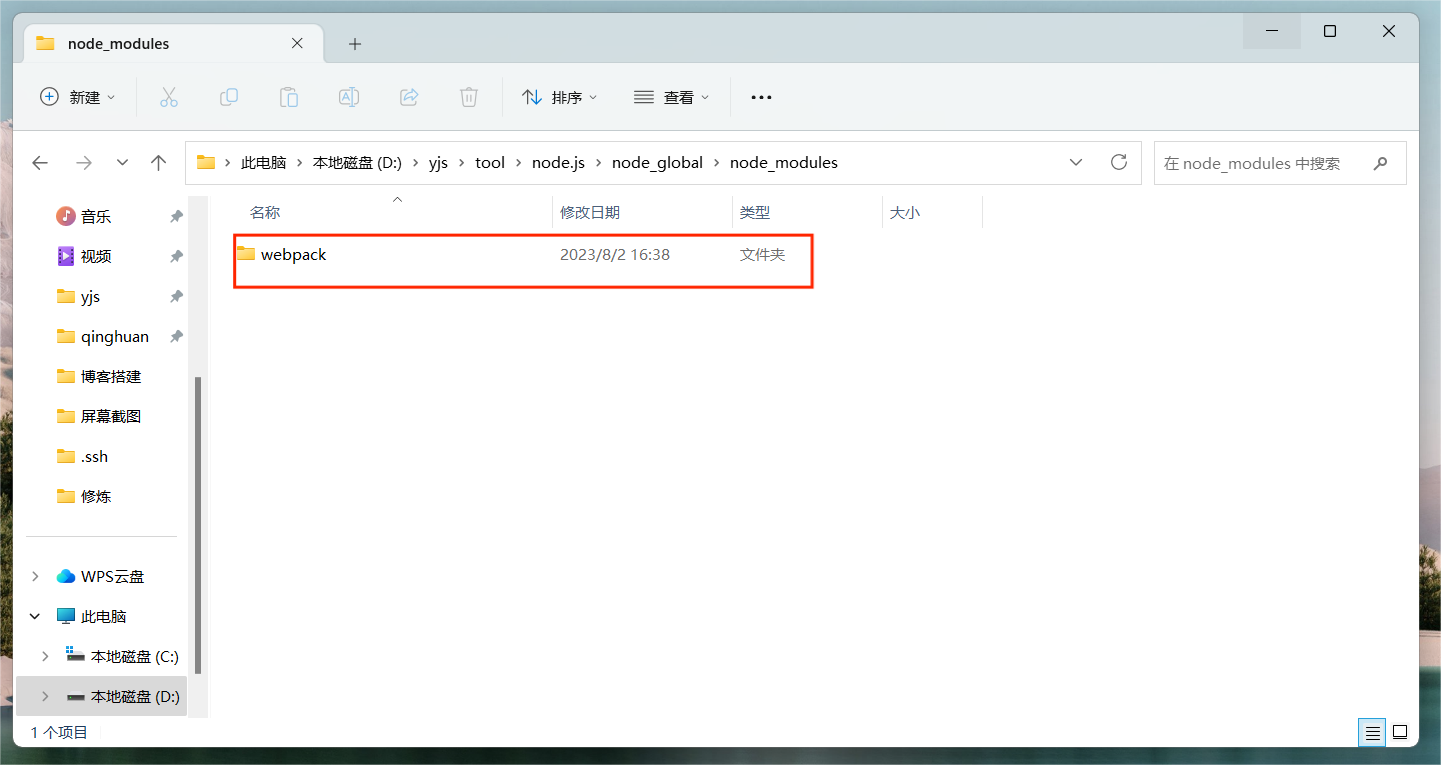 node_modules
新建
排序
查看
此电脑 本地磁盘 (D:) yjs tool node.js node_global node_modules
在 node_modules 中搜索
名称 修改日期 类型 大小
webpack 2023/8/2 16:38 文件夹
音乐
视频
yjs
qinghuan
博客搭建
屏幕截图
.ssh
修炼
WPS云盘
此电脑
本地磁盘 (C:)
本地磁盘 (D:)
1 个项目